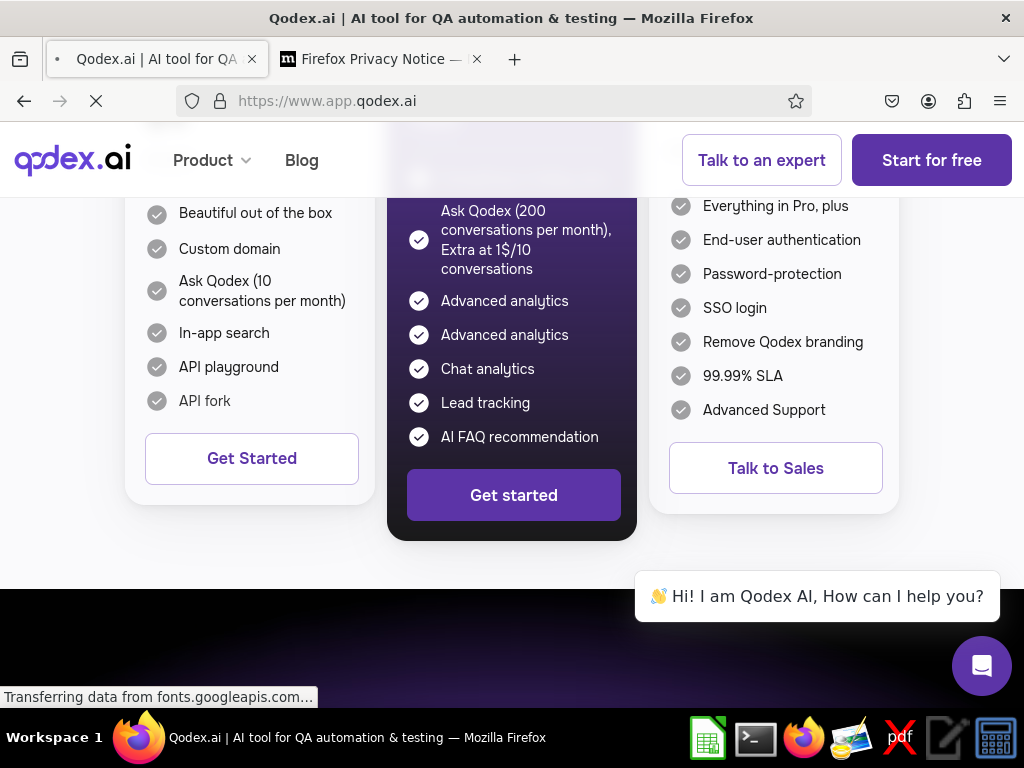 Qodex.ai | AI tool for QA automation & testing — Mozilla Firefox
Qodex.ai | AI tool for QA
Firefox Privacy Notice —
https://www.app.qodex.ai
qodex.ai
Product
Blog
Talk to an expert
Start for free
Beautiful out of the box
Custom domain
Ask Qodex (10
conversations per month)
In-app search
API playground
API fork
Get Started
Ask Qodex (200
conversations per month),
Extra at 1$/10
conversations
Advanced analytics
Advanced analytics
Chat analytics
Lead tracking
AI FAQ recommendation
Get started
Everything in Pro, plus
End-user authentication
Password-protection
SSO login
Remove Qodex branding
99.99% SLA
Advanced Support
Talk to Sales
👋 Hi! I am Qodex AI, How can I help you?
Transferring data from fonts.googleapis.com…
Workspace 1
Qodex.ai | AI tool for QA automation & testing — Mozilla Firefox
pdf